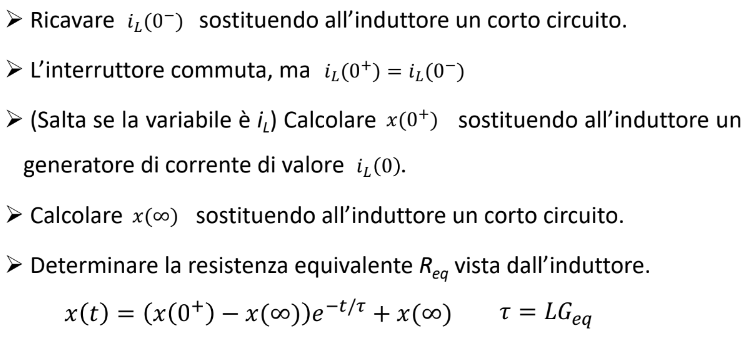 ➢ Ricavare i_L(0⁻) sostituendo all’induttore un corto circuito.
➢ L’interruttore commuta, ma i_L(0⁺) = i_L(0⁻)
➢ (Salta se la variabile è i_L) Calcolare x(0⁺) sostituendo all’induttore un
generatore di corrente di valore i_L(0).
➢ Calcolare x(∞) sostituendo all’induttore un corto circuito.
➢ Determinare la resistenza equivalente R_eq vista dall’induttore.
x(t) = (x(0⁺) − x(∞))e^{−t/τ} + x(∞) τ = LG_eq